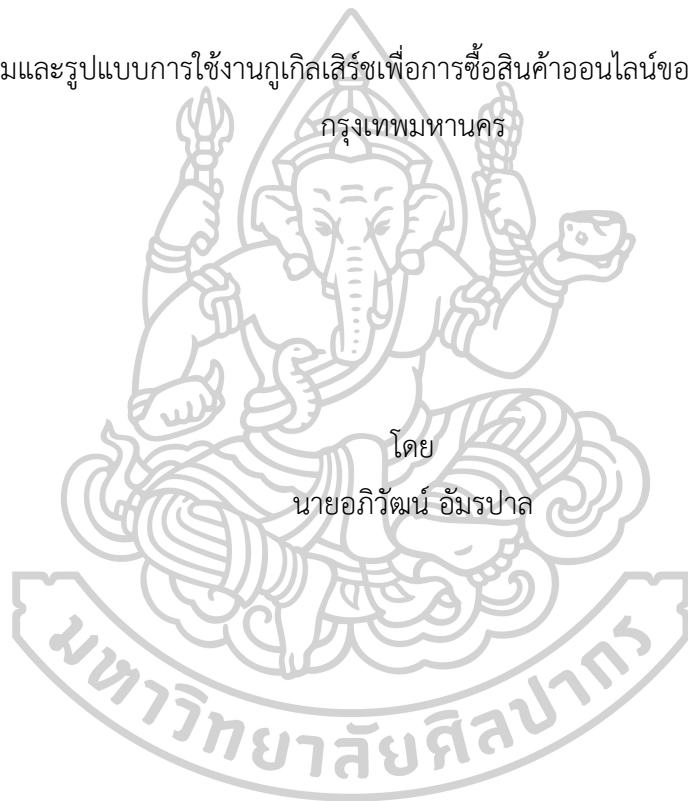 มและรูปแบบการใช้งานกูเกิลเสิร์ชเพื่อการซื้อสินค้าออนไลน์ขอ
กรุงเทพมหานคร
โดย
นายอภิวัฒน์ อัมรปาล
มหาวิทยาลัยศิลปากร